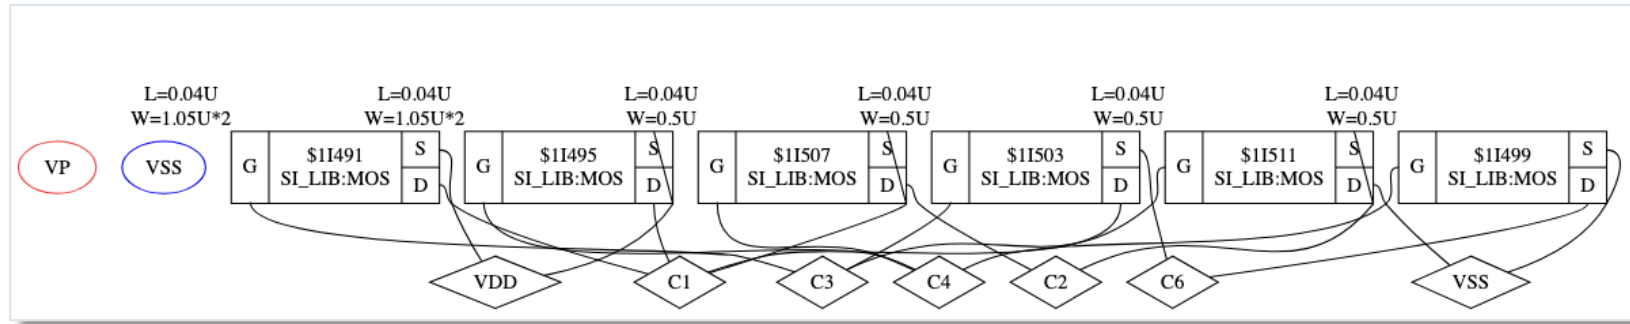 L=0.04U
W=1.05U*2
L=0.04U
W=1.05U*2
L=0.04U
W=0.5U
L=0.04U
W=0.5U
L=0.04U
W=0.5U
L=0.04U
W=0.5U
VP
VSS
G
$1I491
SI_LIB:MOS
S
D
G
$1I495
SI_LIB:MOS
S
D
G
$1I507
SI_LIB:MOS
S
D
G
$1I503
SI_LIB:MOS
S
D
G
$1I511
SI_LIB:MOS
S
D
G
$1I499
SI_LIB:MOS
S
D
VDD
C1
C3
C4
C2
C6
VSS